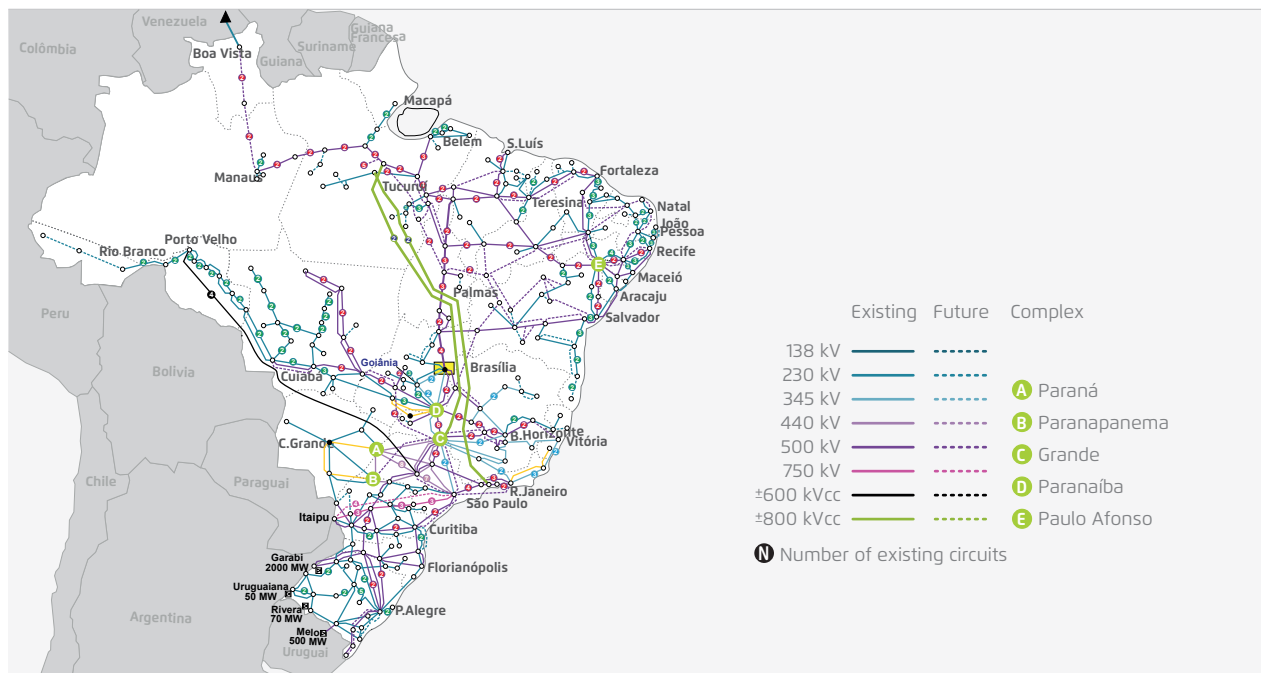 Venezuela
Guiana
Francesa
Suriname
Colômbia
Boa Vista
Guiana
Macapá
Belém
S.Luís
Manaus
Fortaleza
Tucuruí
Teresina
Natal
João
Pessoa
Porto Velho
Rio Branco
Recife
Maceió
Palmas
Aracaju
Peru
Salvador
Goiânia
Brasília
Cuiabá
Bolivia
B.Horizonte
Vitória
C.Grande
Chile
Paraguai
R.Janeiro
São Paulo
Itaipu
Curitiba
Garabi
2000 MW
Florianópolis
Uruguaiana
50 MW
Rivera
70 MW
P.Alegre
Argentina
Melo
500 MW
Uruguai
A
B
C
D
E
Existing Future Complex
138 kV
230 kV
345 kV
440 kV
500 kV
750 kV
±600 kVcc
±800 kVcc
A Paraná
B Paranapanema
C Grande
D Paranaíba
E Paulo Afonso
N Number of existing circuits